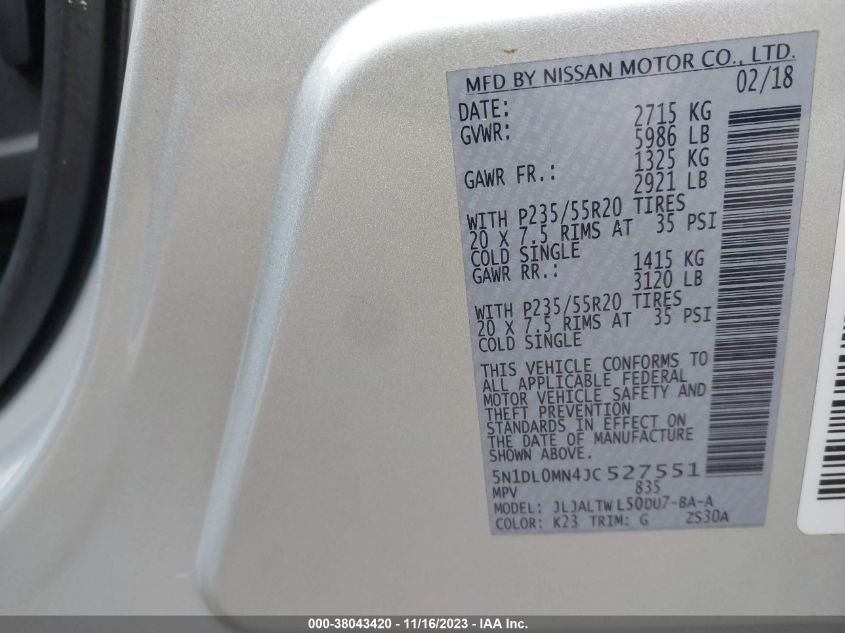 MFD BY NISSAN MOTOR CO., LTD.
DATE: 02/18
GVWR: 2715 KG
5986 LB
GAWR FR.: 1325 KG
2921 LB
WITH P235/55R20 TIRES
20 X 7.5 RIMS AT 35 PSI
COLD SINGLE
GAWR RR.: 1415 KG
3120 LB
WITH P235/55R20 TIRES
20 X 7.5 RIMS AT 35 PSI
COLD SINGLE
THIS VEHICLE CONFORMS TO
ALL APPLICABLE FEDERAL
MOTOR VEHICLE SAFETY AND
THEFT PREVENTION
STANDARDS IN EFFECT ON
THE DATE OF MANUFACTURE
SHOWN ABOVE.
5N1DL0MN4JC527551
MPV 835
MODEL: JLJALTWL50DU7-BA-A
COLOR: K23 TRIM: G ZS30A
000-38043420 - 11/16/2023 - IAA Inc.